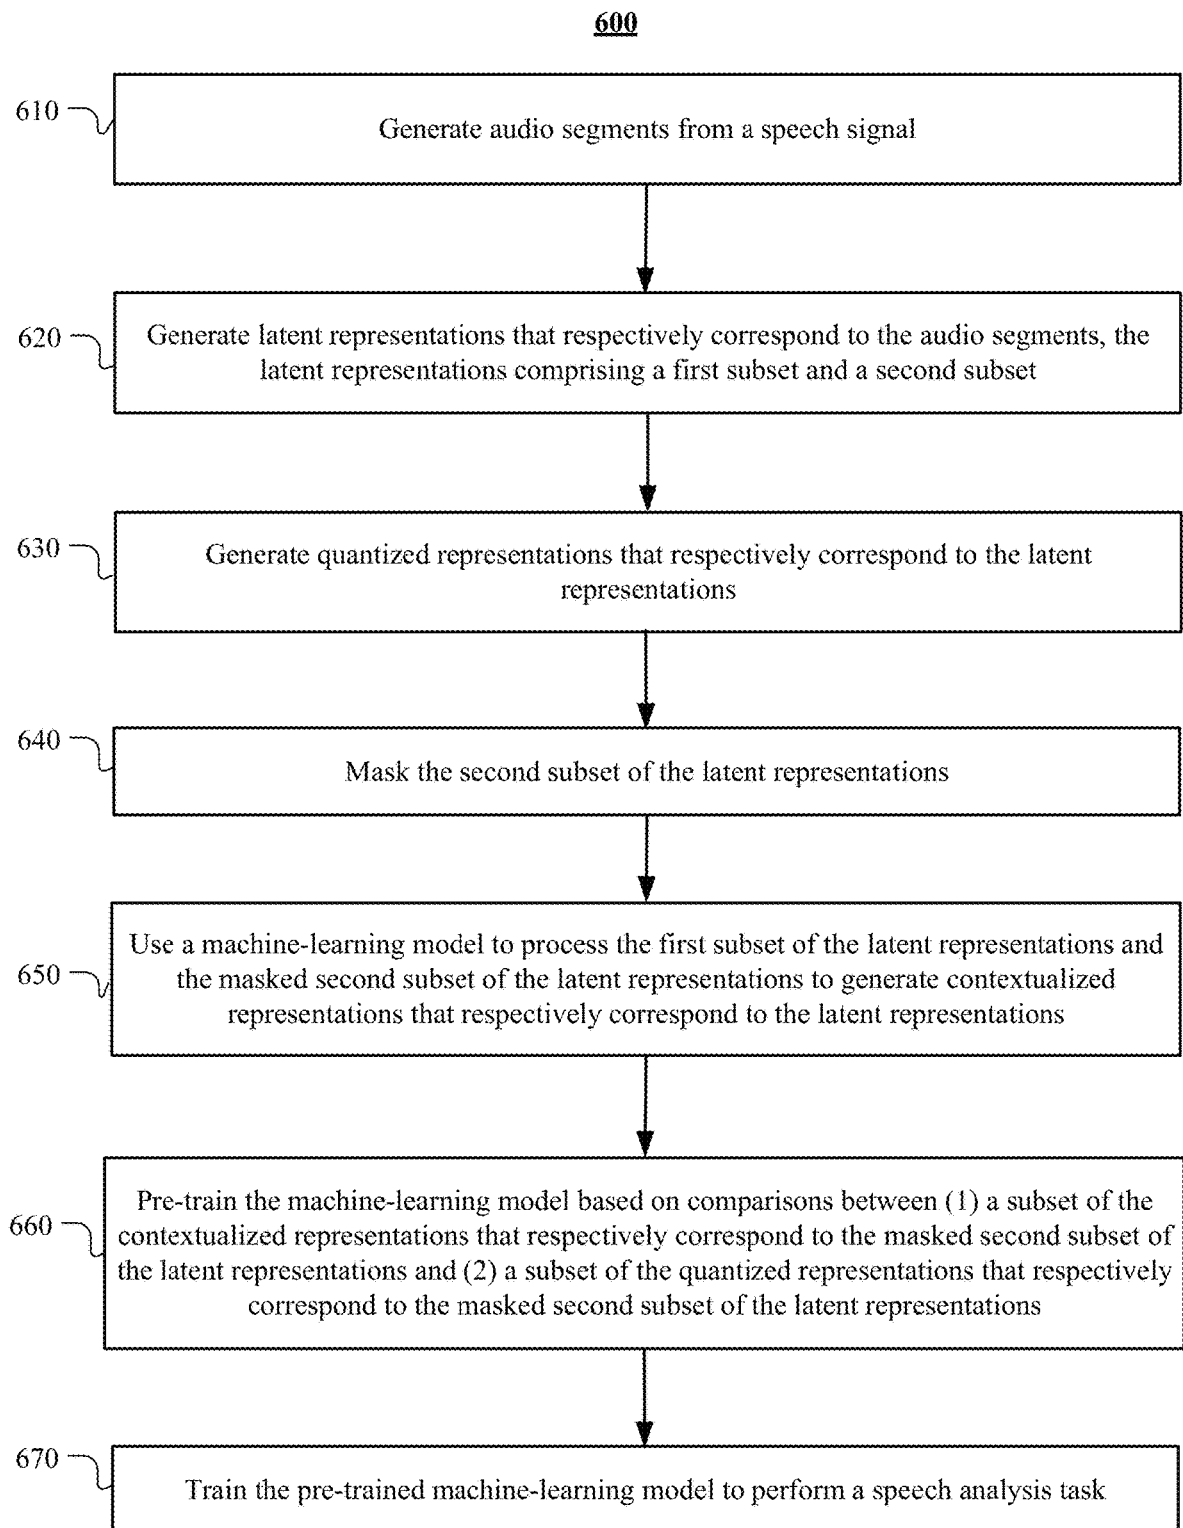 600
610
Generate audio segments from a speech signal
620
Generate latent representations that respectively correspond to the audio segments, the
latent representations comprising a first subset and a second subset
630
Generate quantized representations that respectively correspond to the latent
representations
640
Mask the second subset of the latent representations
650
Use a machine-learning model to process the first subset of the latent representations and
the masked second subset of the latent representations to generate contextualized
representations that respectively correspond to the latent representations
660
Pre-train the machine-learning model based on comparisons between (1) a subset of the
contextualized representations that respectively correspond to the masked second subset of
the latent representations and (2) a subset of the quantized representations that respectively
correspond to the masked second subset of the latent representations
670
Train the pre-trained machine-learning model to perform a speech analysis task